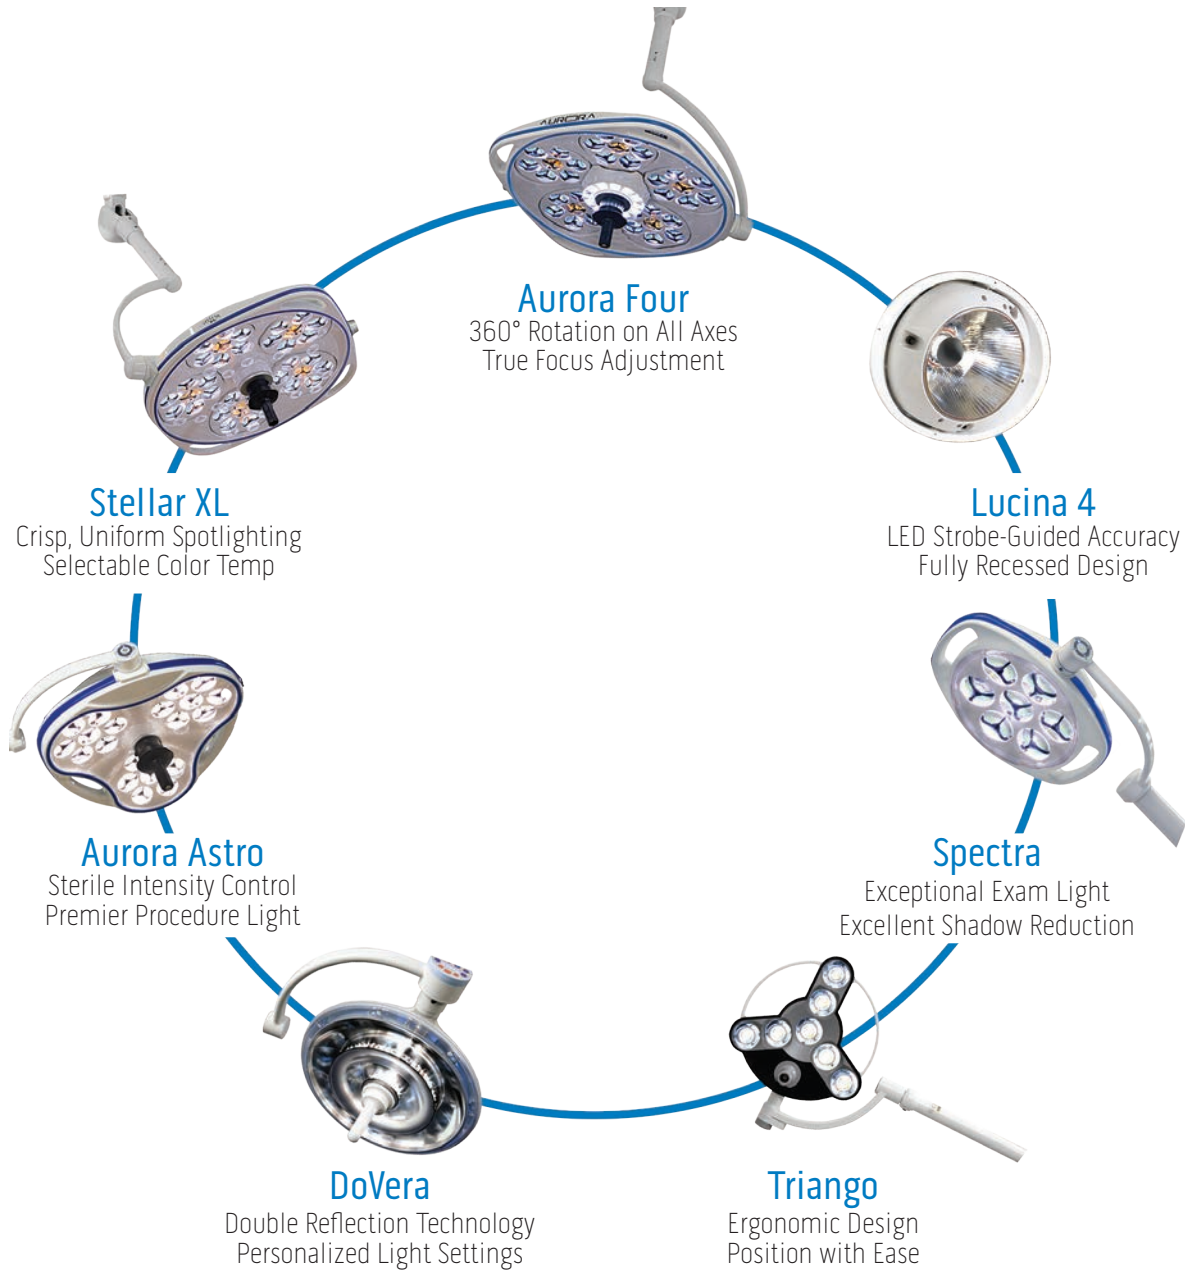 AURORA
Aurora Four
360° Rotation on All Axes
True Focus Adjustment
Stellar XL
Crisp, Uniform Spotlighting
Selectable Color Temp
Lucina 4
LED Strobe-Guided Accuracy
Fully Recessed Design
Aurora Astro
Sterile Intensity Control
Premier Procedure Light
Spectra
Exceptional Exam Light
Excellent Shadow Reduction
DoVera
Double Reflection Technology
Personalized Light Settings
Triango
Ergonomic Design
Position with Ease